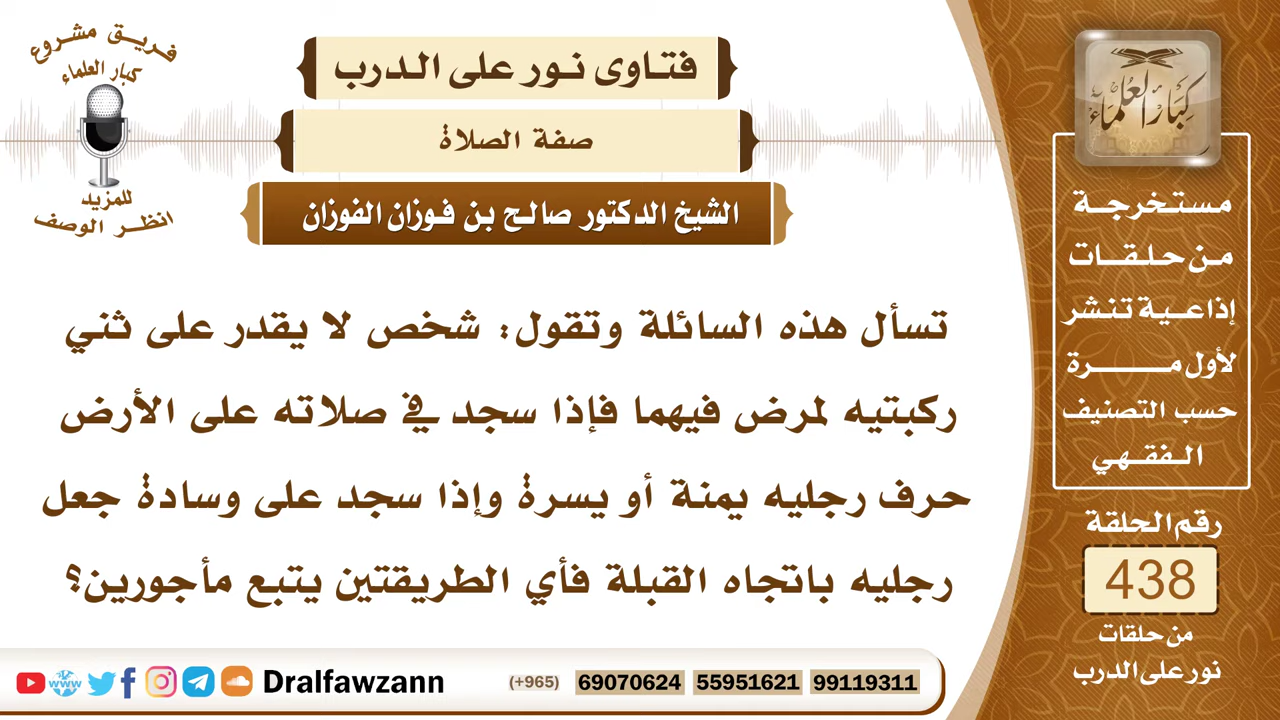 فريق مشروع
كبار العلماء
للمزيد
انظر الوصف
فتاوى نور على الدرب
صفة الصلاة
الشيخ الدكتور صالح بن فوزان الفوزان
تسأل هذه السائلة وتقول: شخص لا يقدر على ثني
ركبتيه لمرض فيهما فإذا سجد في صلاته على الأرض
حرف رجليه يمنة أو يسرة وإذا سجد على وسادة جعل
رجليه باتجاه القبلة فأي الطريقتين يتبع مأجورين؟
كبار العلماء
مستخرجة
من حلقات
إذاعية تنشر
لأول مرة
حسب التصنيف
الفقهي
رقم الحلقة
438
من حلقات
نور على الدرب
www
Dralfawzann
(+965) 69070624 55951621 99119311